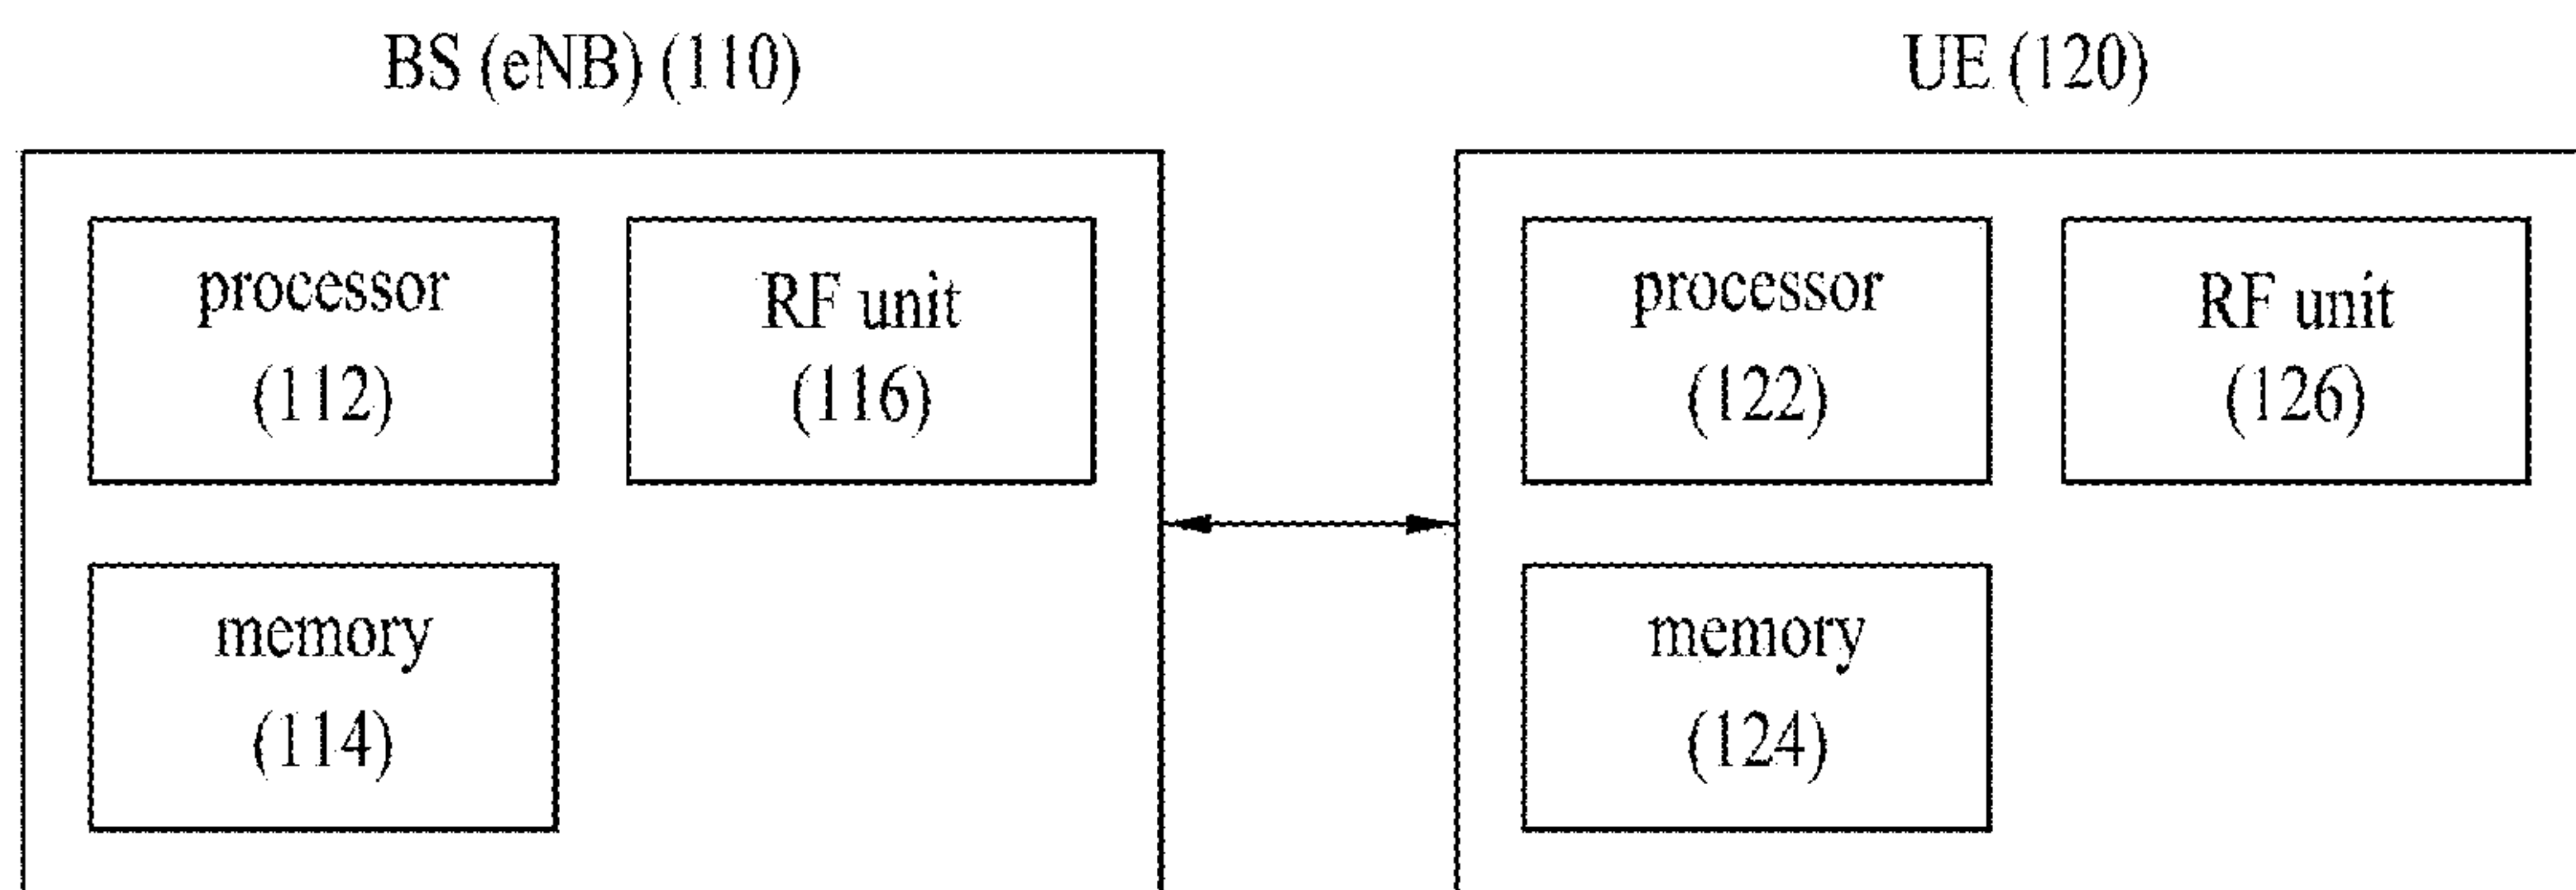 BS (eNB) (110)
processor
(112)
RF unit
(116)
memory
(114)
UE (120)
processor
(122)
RF unit
(126)
memory
(124)